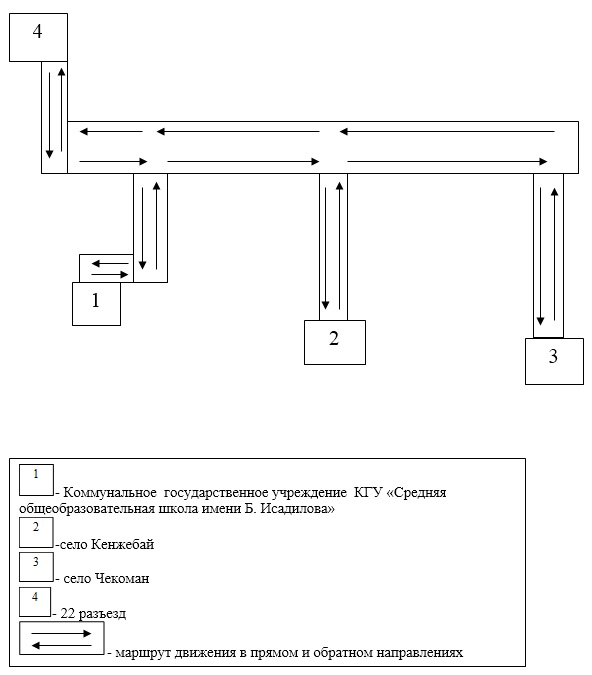 4
1
2
3
1
- Коммунальное государственное учреждение КГУ «Средняя
общеобразовательная школа имени Б. Исадилова»
2
-село Кенжебай
3
- село Чекоман
4
- 22 разъезд
- маршрут движения в прямом и обратном направлениях